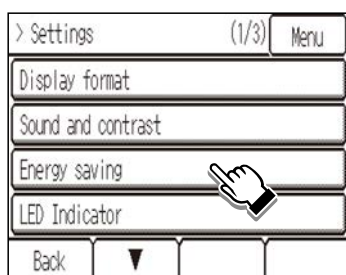 > Settings (1/3) Menu
Display format
Sound and contrast
Energy saving
LED Indicator
Back ▼